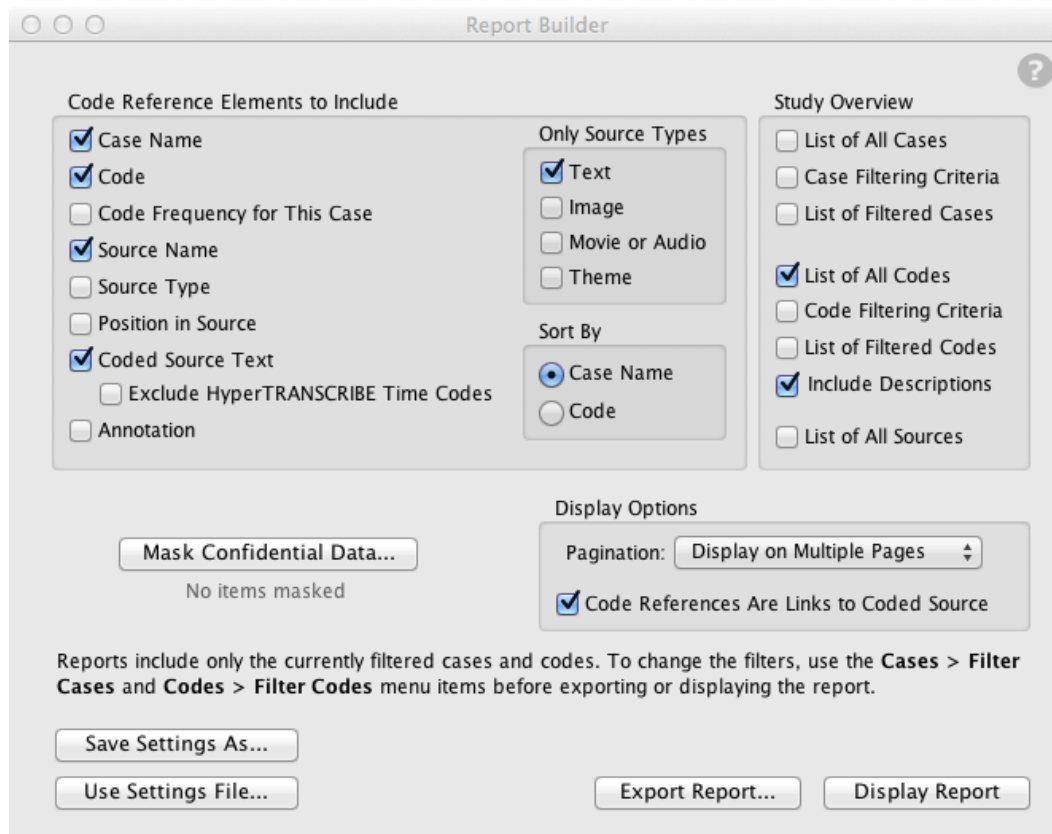 Report Builder
?
Code Reference Elements to Include
Case Name
Code
Code Frequency for This Case
Source Name
Source Type
Position in Source
Coded Source Text
Exclude HyperTRANSCRIBE Time Codes
Annotation
Only Source Types
Text
Image
Movie or Audio
Theme
Sort By
Case Name
Code
Study Overview
List of All Cases
Case Filtering Criteria
List of Filtered Cases
List of All Codes
Code Filtering Criteria
List of Filtered Codes
Include Descriptions
List of All Sources
Mask Confidential Data...
No items masked
Display Options
Pagination: Display on Multiple Pages
Code References Are Links to Coded Source
Reports include only the currently filtered cases and codes. To change the filters, use the Cases > Filter
Cases and Codes > Filter Codes menu items before exporting or displaying the report.
Save Settings As...
Use Settings File...
Export Report...
Display Report